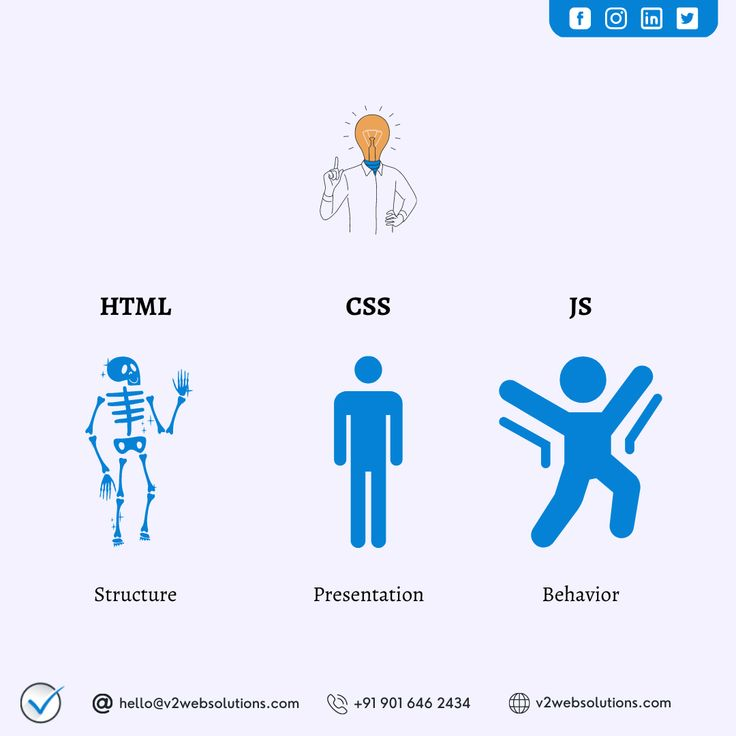 HTML CSS JS
Structure Presentation Behavior
@ hello@v2websolutions.com +91 901 646 2434 v2websolutions.com